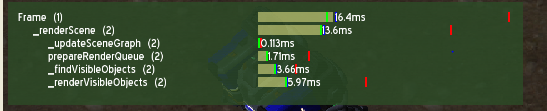 Frame (1) 16.4ms
_renderScene (2) 13.6ms
_updateSceneGraph (2) 0.113ms
prepareRenderQueue (2) 1.71ms
_findVisibleObjects (2) 3.66ms
_renderVisibleObjects (2) 5.97ms